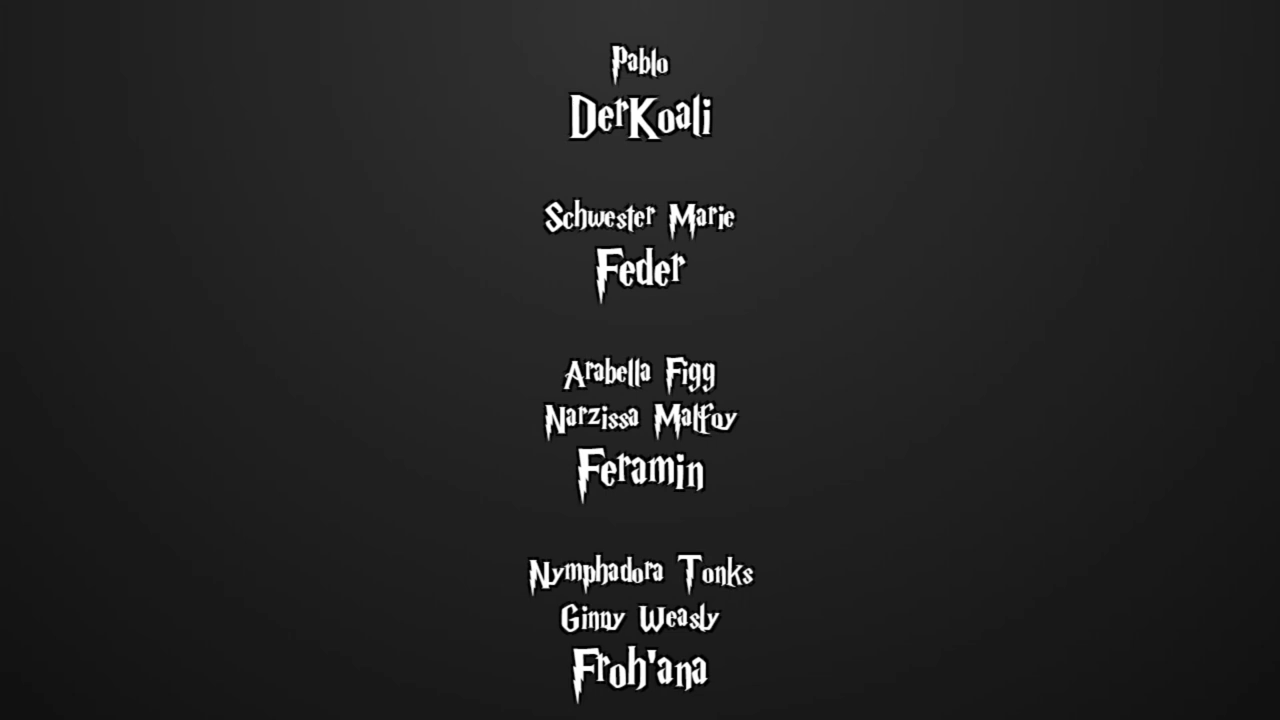 Pablo
DerKoali
Schwester Marie
Feder
Arabella Figg
Narzissa Malfoy
Feramin
Nymphadora Tonks
Ginny Weasly
Froh'ana